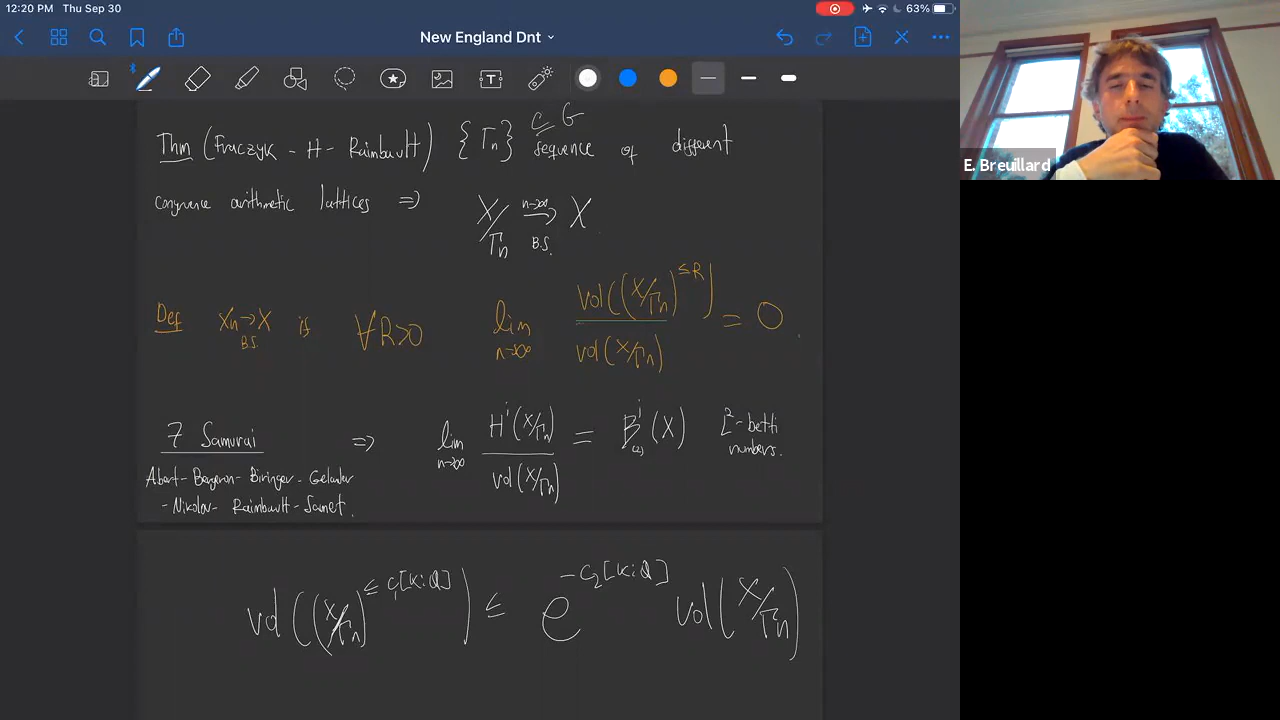 12:20 PM Thu Sep 30
63%
New England Dnt
Thm (Fraczyk - H - Raimbault) {Γn} ⊆ G sequence of different
congruence arithmetic lattices ⇒ X/Γn →^{n→∞}_{B.S.} X
Def Xn →_{B.S.} X if ∀R>0 lim_{n→∞} vol((X/Γn)^{≤R}) / vol(X/Γn) = 0.
7 Samurai ⇒ lim_{n→∞} H^i(X/Γn) / vol(X/Γn) = B^i_{(2)}(X) L²-betti numbers.
Abert-Bergeron-Biringer-Gelander
-Nikolov-Raimbault-Samet.
vol((X/Γn)^{≤ c₁[K:Q]}) ≤ e^{-c₂[K:Q]} vol(X/Γn)
E. Breuillard